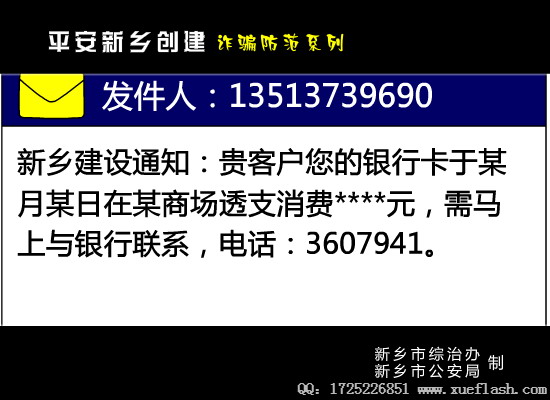 平安新乡创建 诈骗防范系列
发件人：13513739690
新乡建设通知：贵客户您的银行卡于某
月某日在某商场透支消费****元，需马
上与银行联系，电话：3607941。
新乡市综治办
新乡市公安局 制
QQ: 1725226851 www.xueflash.com